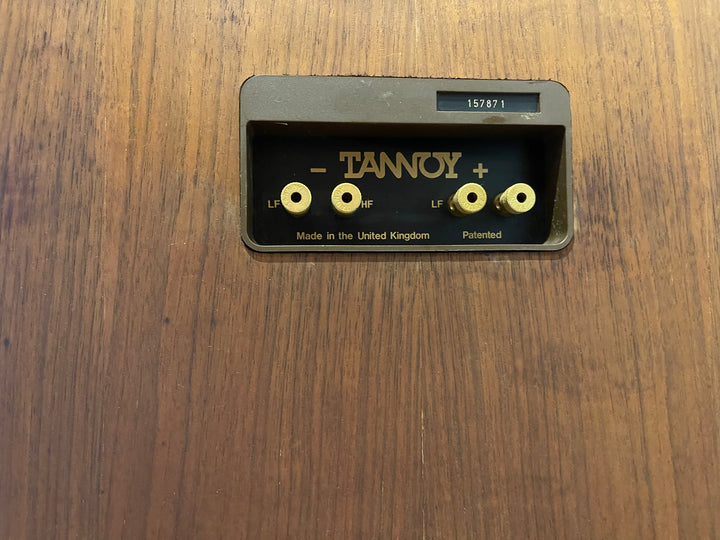 157871
- TANNOY +
LF HF LF
Made in the United Kingdom Patented